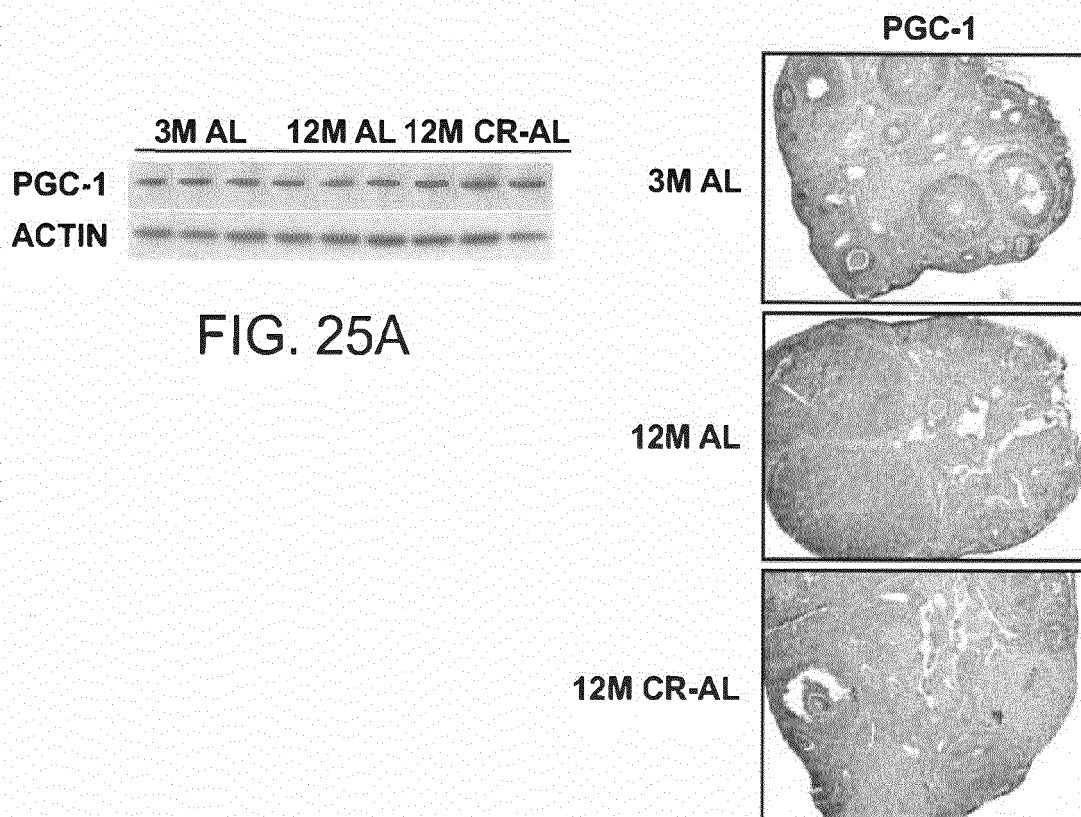 3M AL 12M AL 12M CR-AL
PGC-1
ACTIN
FIG. 25A
PGC-1
3M AL
12M AL
12M CR-AL